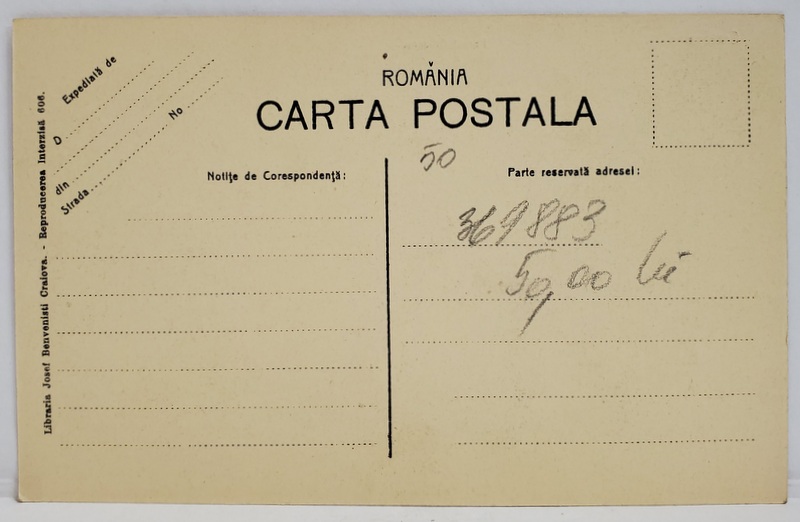 Expediată de
D
din
Strada No
ROMÂNIA
CARTA POSTALA
50
Notițe de Corespondență:
Parte reservată adresei:
369883
50,00 lei
Libraria Josef Benvenisti Craiova. - Reproducerea Interzisă 606.